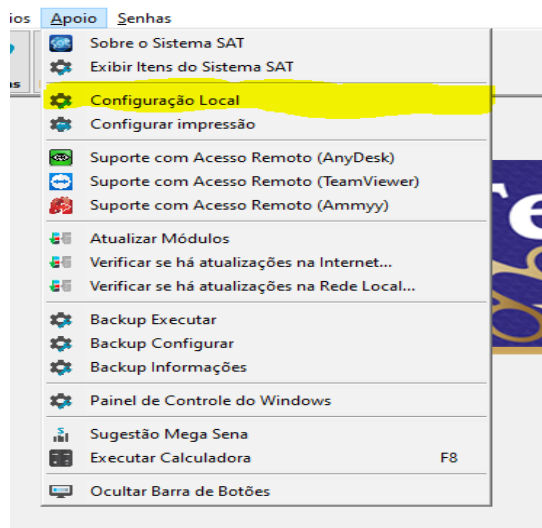 ios Apoio Senhas
Sobre o Sistema SAT
Exibir Itens do Sistema SAT
Configuração Local
Configurar impressão
Suporte com Acesso Remoto (AnyDesk)
Suporte com Acesso Remoto (TeamViewer)
Suporte com Acesso Remoto (Ammyy)
Atualizar Módulos
Verificar se há atualizações na Internet...
Verificar se há atualizações na Rede Local...
Backup Executar
Backup Configurar
Backup Informações
Painel de Controle do Windows
Sugestão Mega Sena
Executar Calculadora F8
Ocultar Barra de Botões